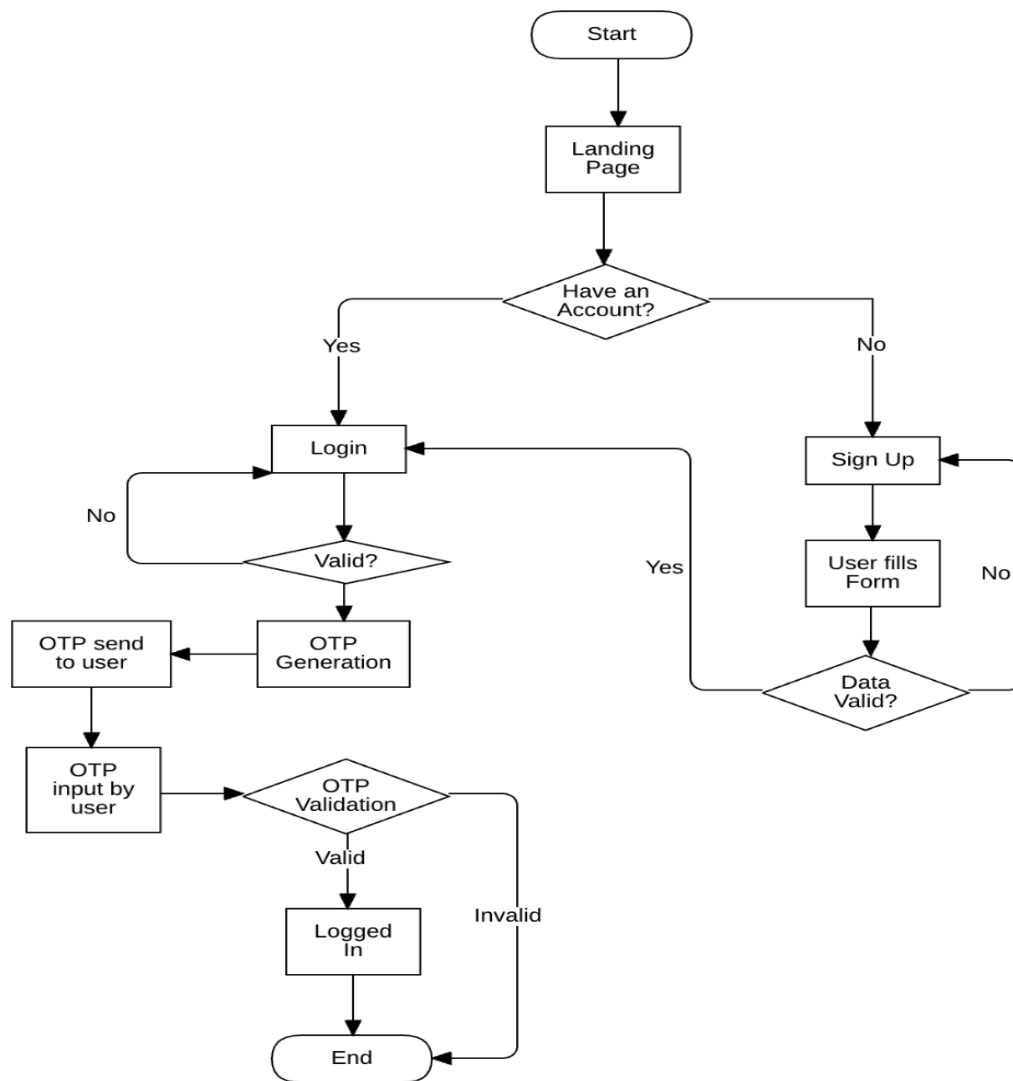 Start
Landing
Page
Have an
Account?
Yes
No
Login
Sign Up
No
Valid?
User fills
Form
Yes
No
OTP send
to user
OTP
Generation
Data
Valid?
OTP
input by
user
OTP
Validation
Valid
Invalid
Logged
In
End